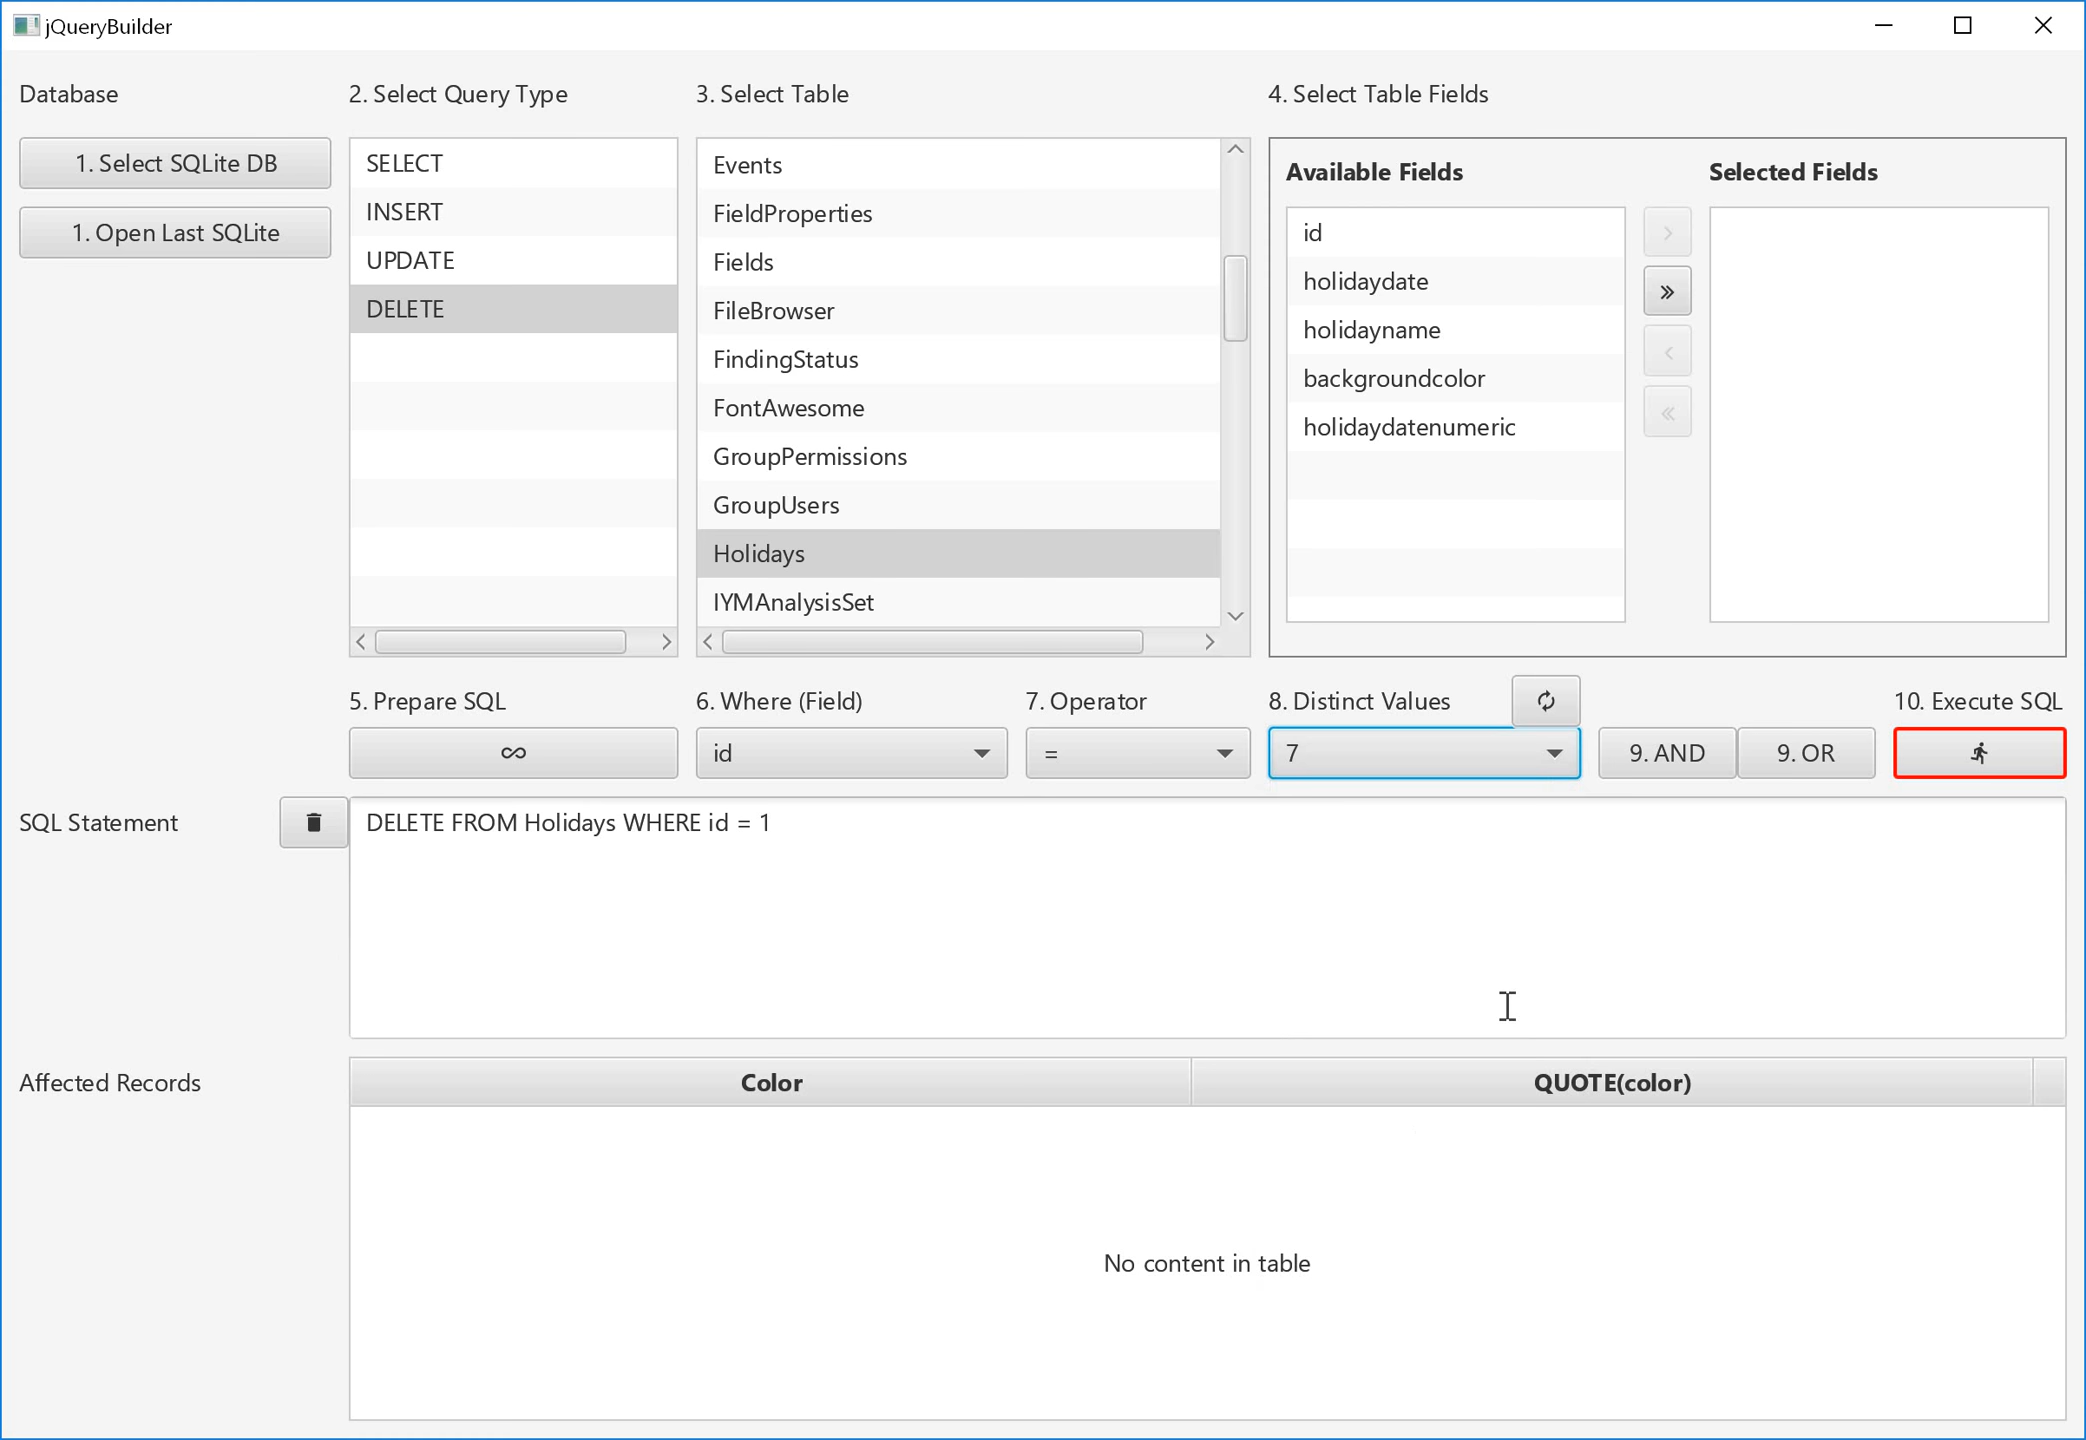 jQueryBuilder
Database
2. Select Query Type
3. Select Table
4. Select Table Fields
1. Select SQLite DB
1. Open Last SQLite
SELECT
INSERT
UPDATE
DELETE
Events
FieldProperties
Fields
FileBrowser
FindingStatus
FontAwesome
GroupPermissions
GroupUsers
Holidays
IYMAnalysisSet
Available Fields
id
holidaydate
holidayname
backgroundcolor
holidaydatenumeric
Selected Fields
5. Prepare SQL
6. Where (Field)
7. Operator
8. Distinct Values
10. Execute SQL
id
=
7
9. AND
9. OR
SQL Statement
DELETE FROM Holidays WHERE id = 1
Affected Records
Color
QUOTE(color)
No content in table